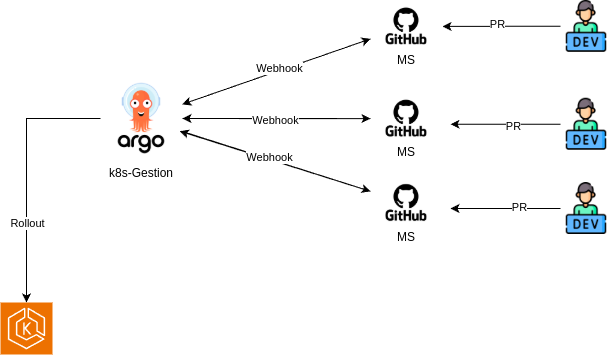 PR
DEV
GitHub
MS
Webhook
PR
DEV
GitHub
MS
Webhook
argo
k8s-Gestion
Webhook
PR
DEV
GitHub
MS
Rollout
K